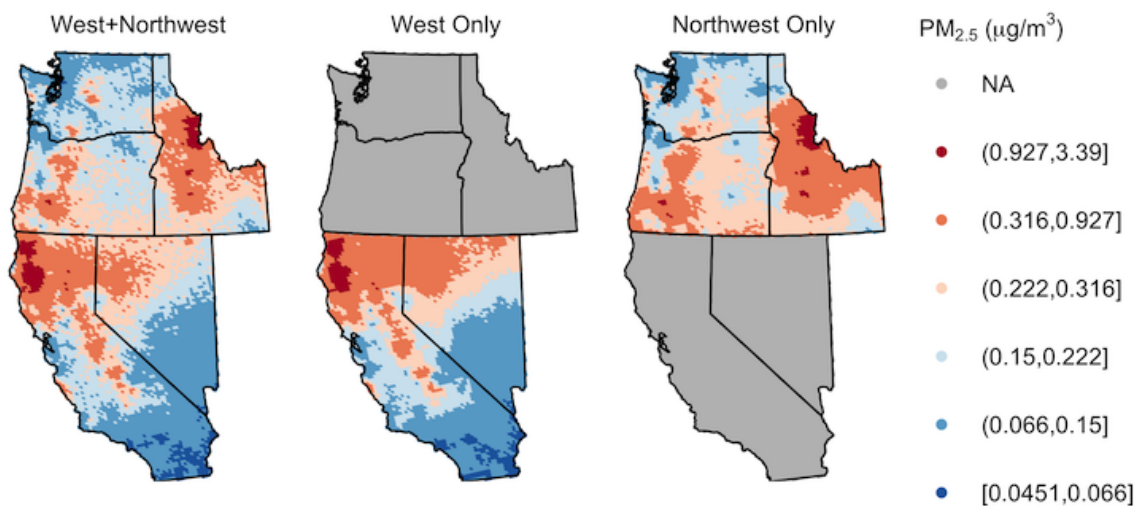 West+Northwest
West Only
Northwest Only
PM2.5 (μg/m³)
NA
(0.927,3.39]
(0.316,0.927]
(0.222,0.316]
(0.15,0.222]
(0.066,0.15]
[0.0451,0.066]